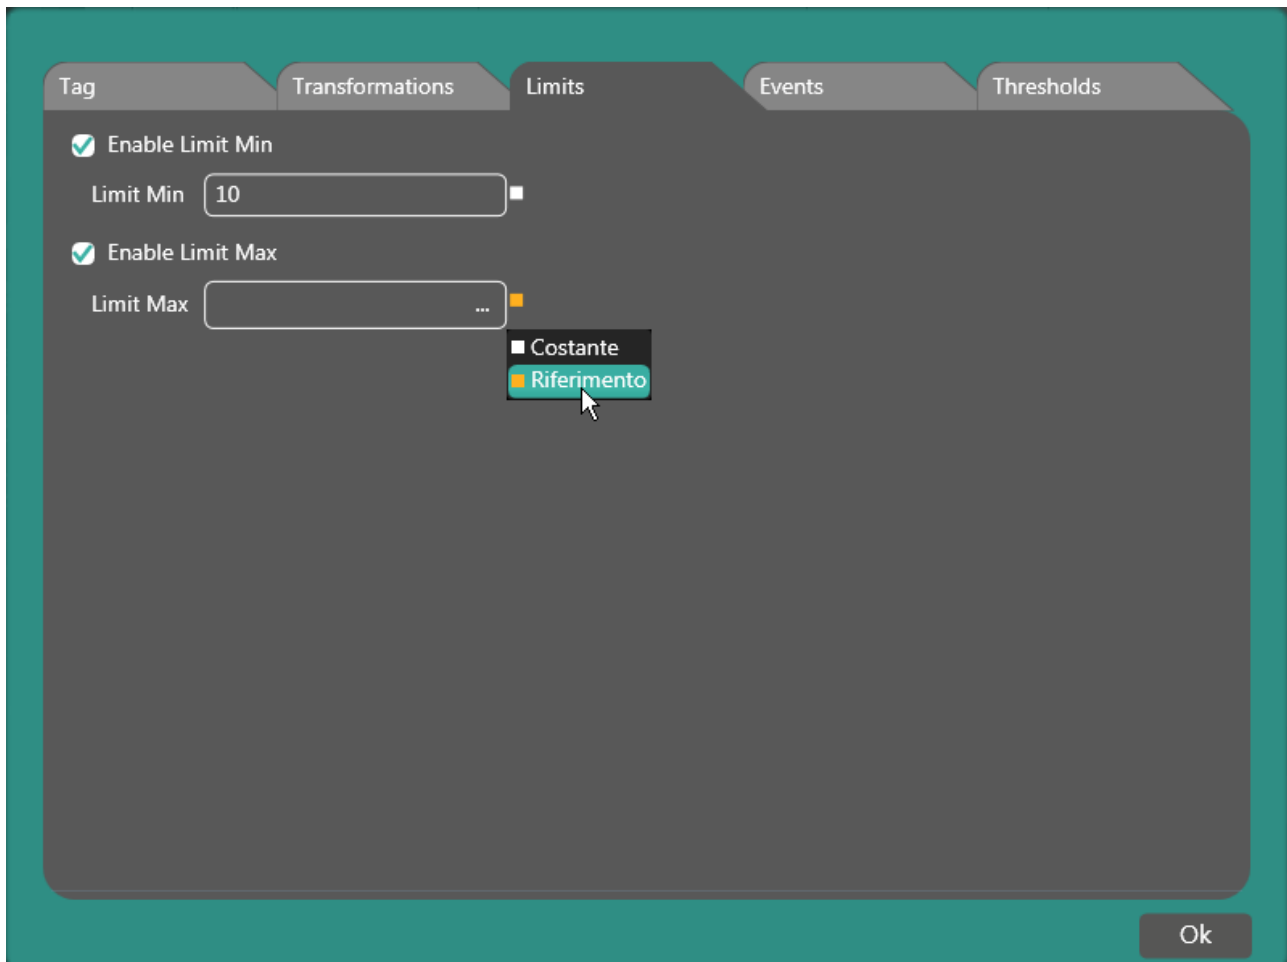 Tag Transformations Limits Events Thresholds
Enable Limit Min
Limit Min 10
Enable Limit Max
Limit Max ...
Costante
Riferimento
Ok